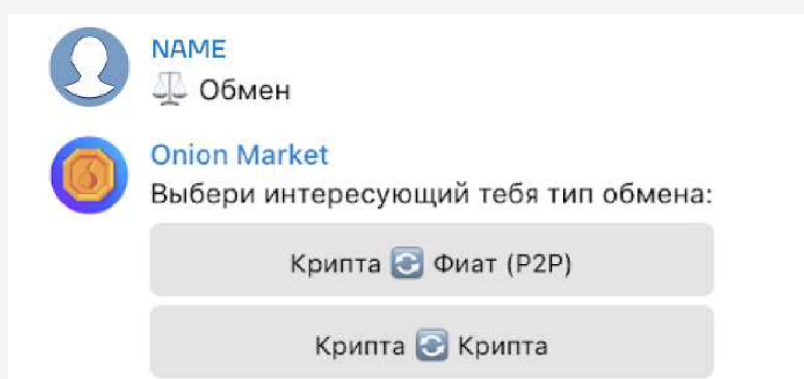 NAME
⚖️ Обмен
Onion Market
Выбери интересующий тебя тип обмена:
Крипта 🔄 Фиат (P2P)
Крипта 🔄 Крипта